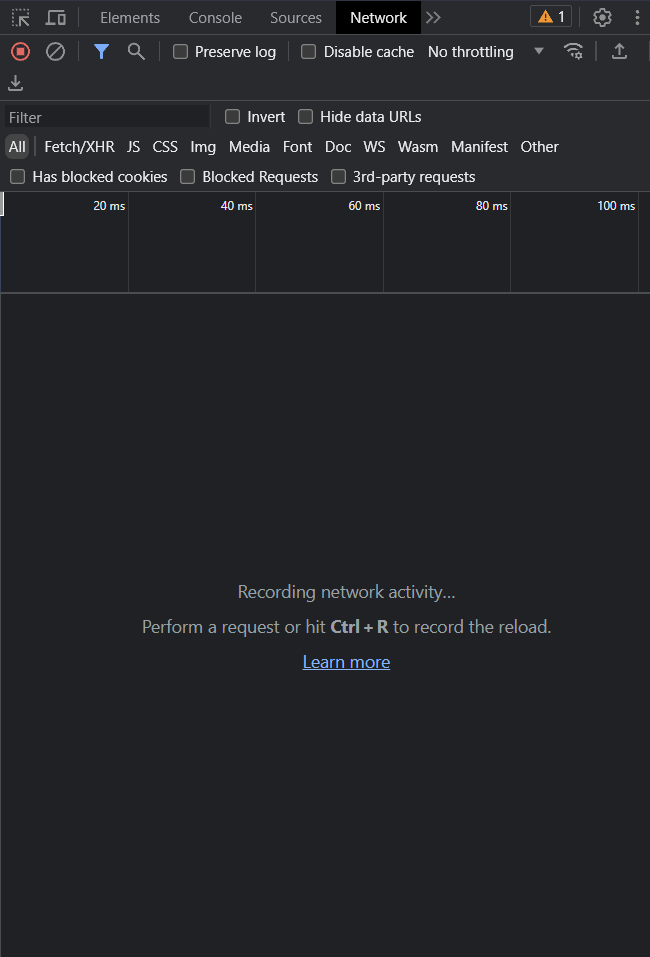 Elements Console Sources Network 1
Preserve log Disable cache No throttling
Filter Invert Hide data URLs
All Fetch/XHR JS CSS Img Media Font Doc WS Wasm Manifest Other
Has blocked cookies Blocked Requests 3rd-party requests
20 ms 40 ms 60 ms 80 ms 100 ms
Recording network activity…
Perform a request or hit Ctrl + R to record the reload.
Learn more